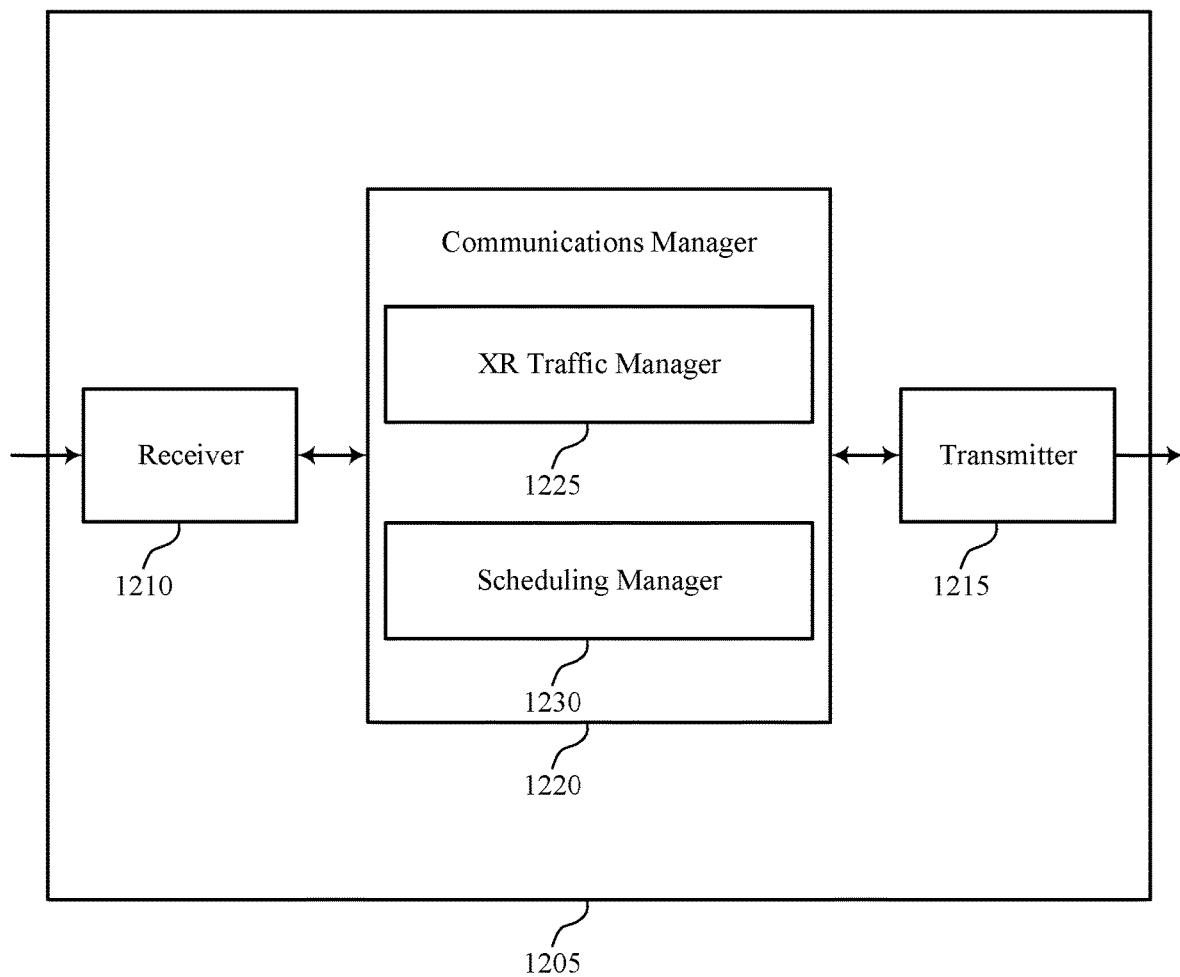 Communications Manager
XR Traffic Manager
1225
Receiver
1210
Transmitter
1215
Scheduling Manager
1230
1220
1205